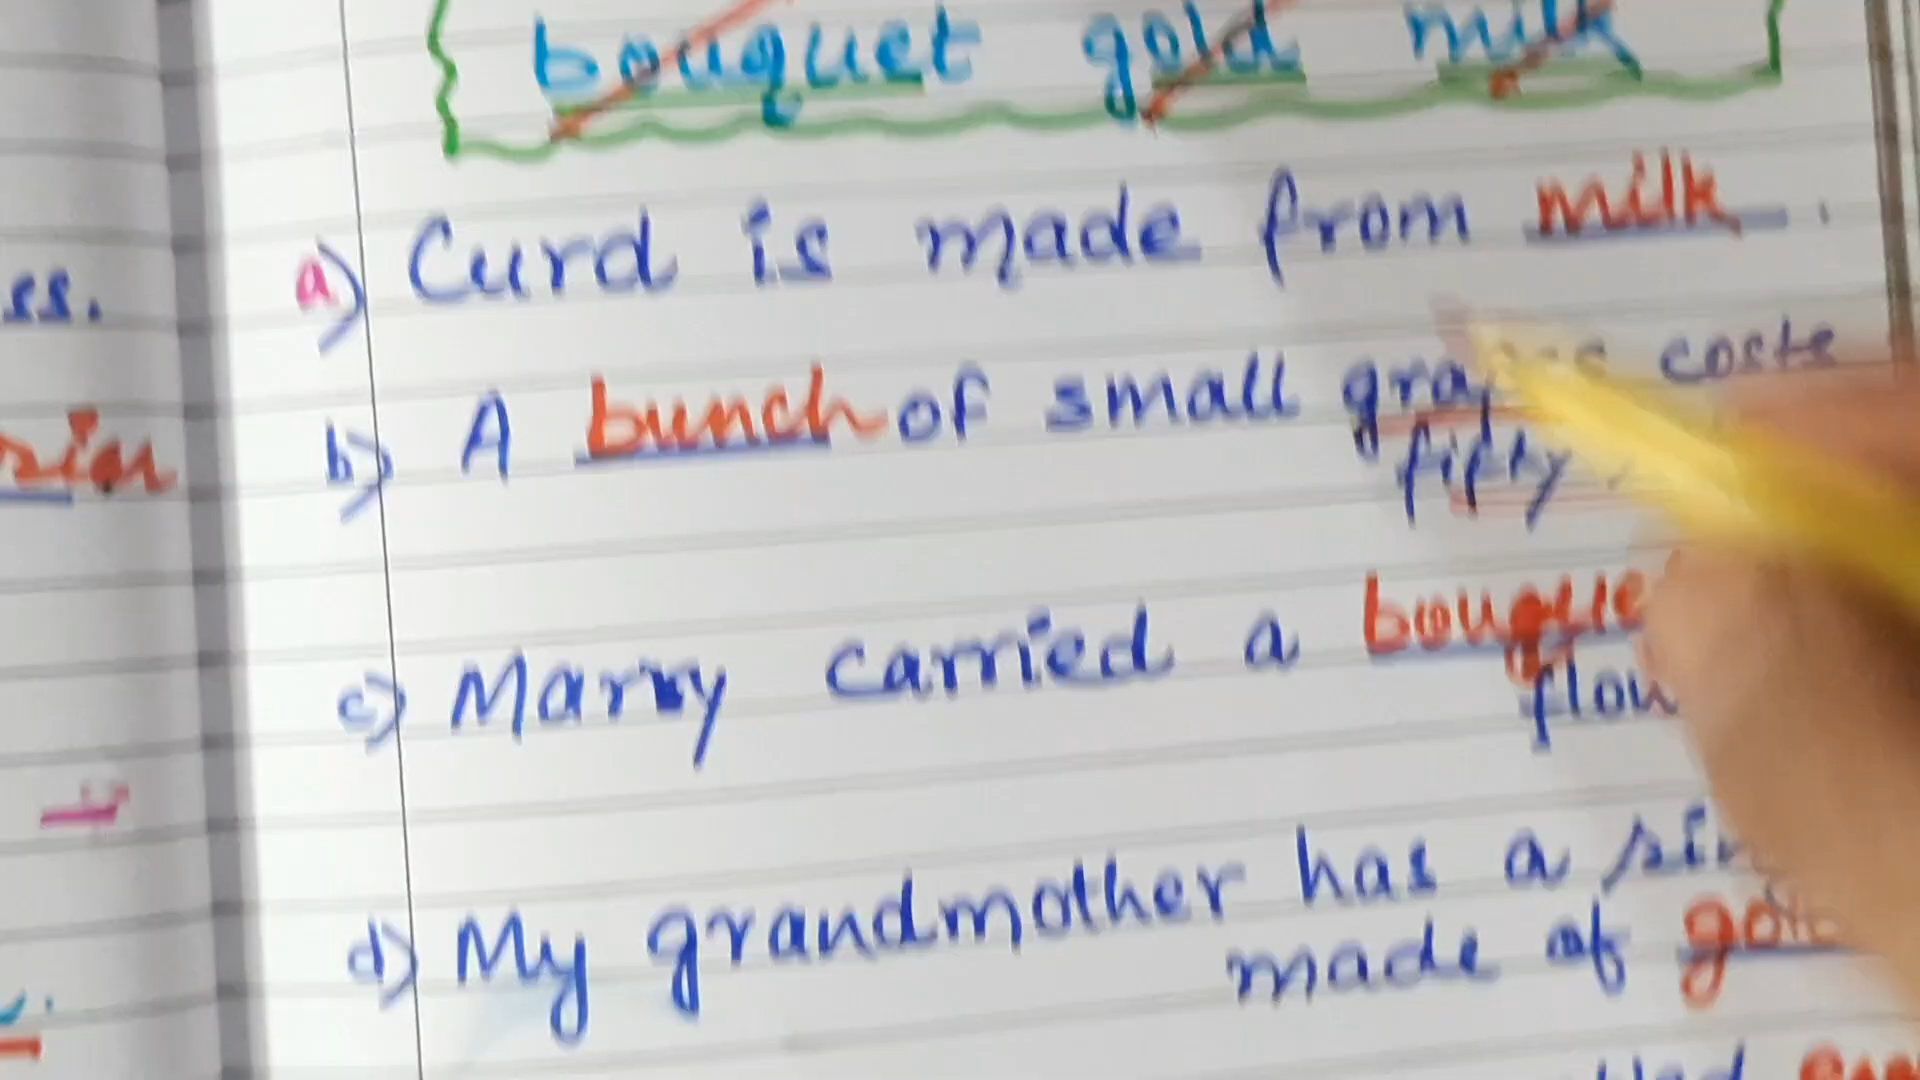 ss.
bouquet gold milk
a) Curd is made from milk.
b) A bunch of small costs
fifty
c) Marry carried a
d) My grandmother has a
made of